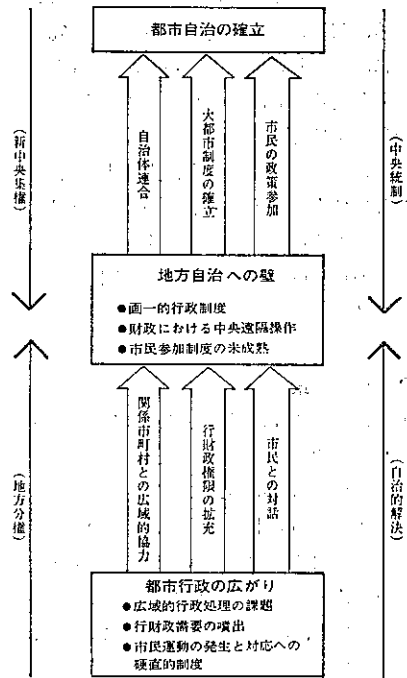 都市自治の確立
(新中央集権)
自治体連合
大都市制度の確立
市民の政策参加
(中央統制)
地方自治への壁
●画一的行政制度
●財政における中央遠隔操作
●市民参加制度の未成熟
(地方分権)
関係市町村との広域的協力
行財政権限の拡充
市民との対話
(自治的解決)
都市行政の広がり
●広域的行政処理の課題
●行財政需要の噴出
●市民運動の発生と対応への
硬直的制度